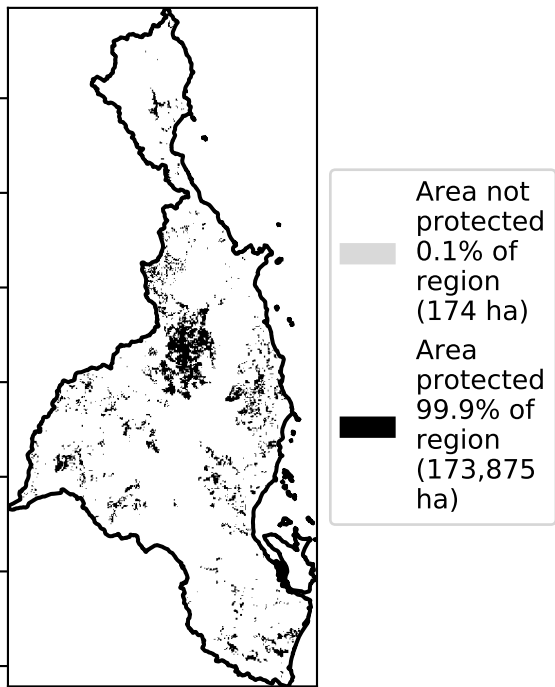 Area not
protected
0.1% of
region
(174 ha)
Area
protected
99.9% of
region
(173,875
ha)